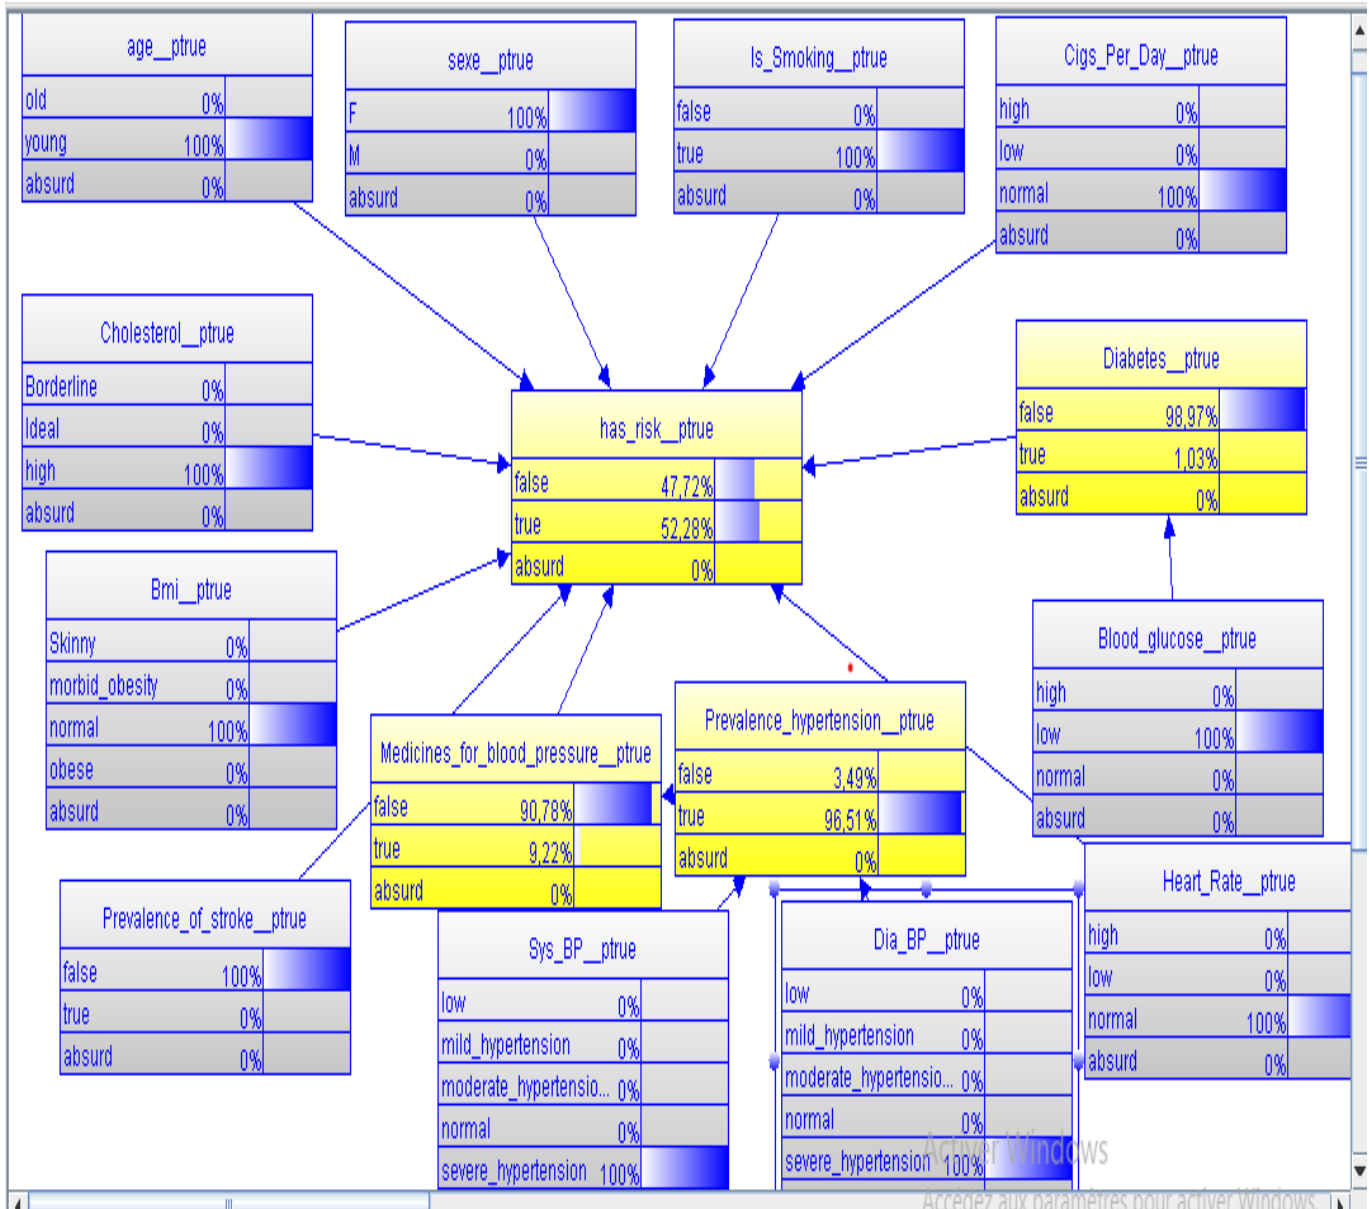 age__ptrue
old 0%
young 100%
absurd 0%
sexe__ptrue
F 100%
M 0%
absurd 0%
Is_Smoking__ptrue
false 0%
true 100%
absurd 0%
Cigs_Per_Day__ptrue
high 0%
low 0%
normal 100%
absurd 0%
Cholesterol__ptrue
Borderline 0%
Ideal 0%
high 100%
absurd 0%
has_risk__ptrue
false 47,72%
true 52,28%
absurd 0%
Diabetes__ptrue
false 98,97%
true 1,03%
absurd 0%
Bmi__ptrue
Skinny 0%
morbid_obesity 0%
normal 100%
obese 0%
absurd 0%
Medicines_for_blood_pressure__ptrue
false 90,78%
true 9,22%
absurd 0%
Prevalence_hypertension__ptrue
false 3,49%
true 96,51%
absurd 0%
Blood_glucose__ptrue
high 0%
low 100%
normal 0%
absurd 0%
Prevalence_of_stroke__ptrue
false 100%
true 0%
absurd 0%
Sys_BP__ptrue
low 0%
mild_hypertension 0%
moderate_hypertensio... 0%
normal 0%
severe_hypertension 100%
Dia_BP__ptrue
low 0%
mild_hypertension 0%
moderate_hypertensio... 0%
normal 0%
severe_hypertension 100%
Heart_Rate__ptrue
high 0%
low 0%
normal 100%
absurd 0%
Activer Windows
Accédez aux paramètres pour activer Windows.